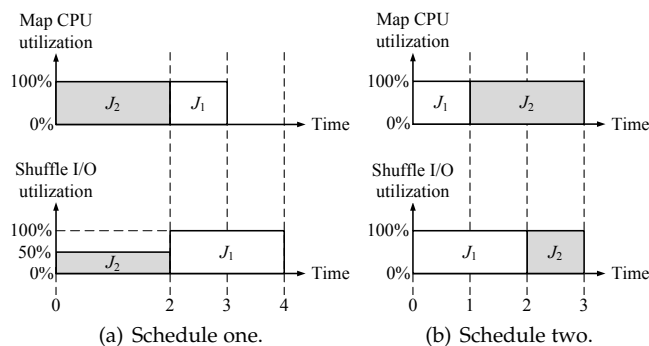 Map CPU
utilization
100%
J2
J1
0%
Time
Shuffle I/O
utilization
100%
50%
J1
J2
0%
Time
0
2
3
4
(a) Schedule one.
Map CPU
utilization
100%
J1
J2
0%
Time
Shuffle I/O
utilization
100%
J1
J2
0%
Time
0
1
2
3
(b) Schedule two.